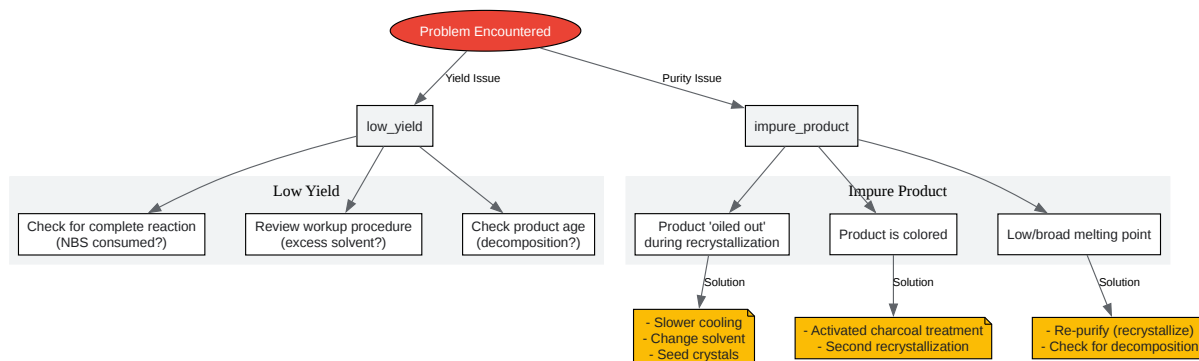 Problem Encountered
Yield Issue
Purity Issue
low_yield
impure_product
Low Yield
Impure Product
Check for complete reaction
(NBS consumed?)
Review workup procedure
(excess solvent?)
Check product age
(decomposition?)
Product 'oiled out'
during recrystallization
Product is colored
Low/broad melting point
Solution
Solution
Solution
- Slower cooling
- Change solvent
- Seed crystals
- Activated charcoal treatment
- Second recrystallization
- Re-purify (recrystallize)
- Check for decomposition